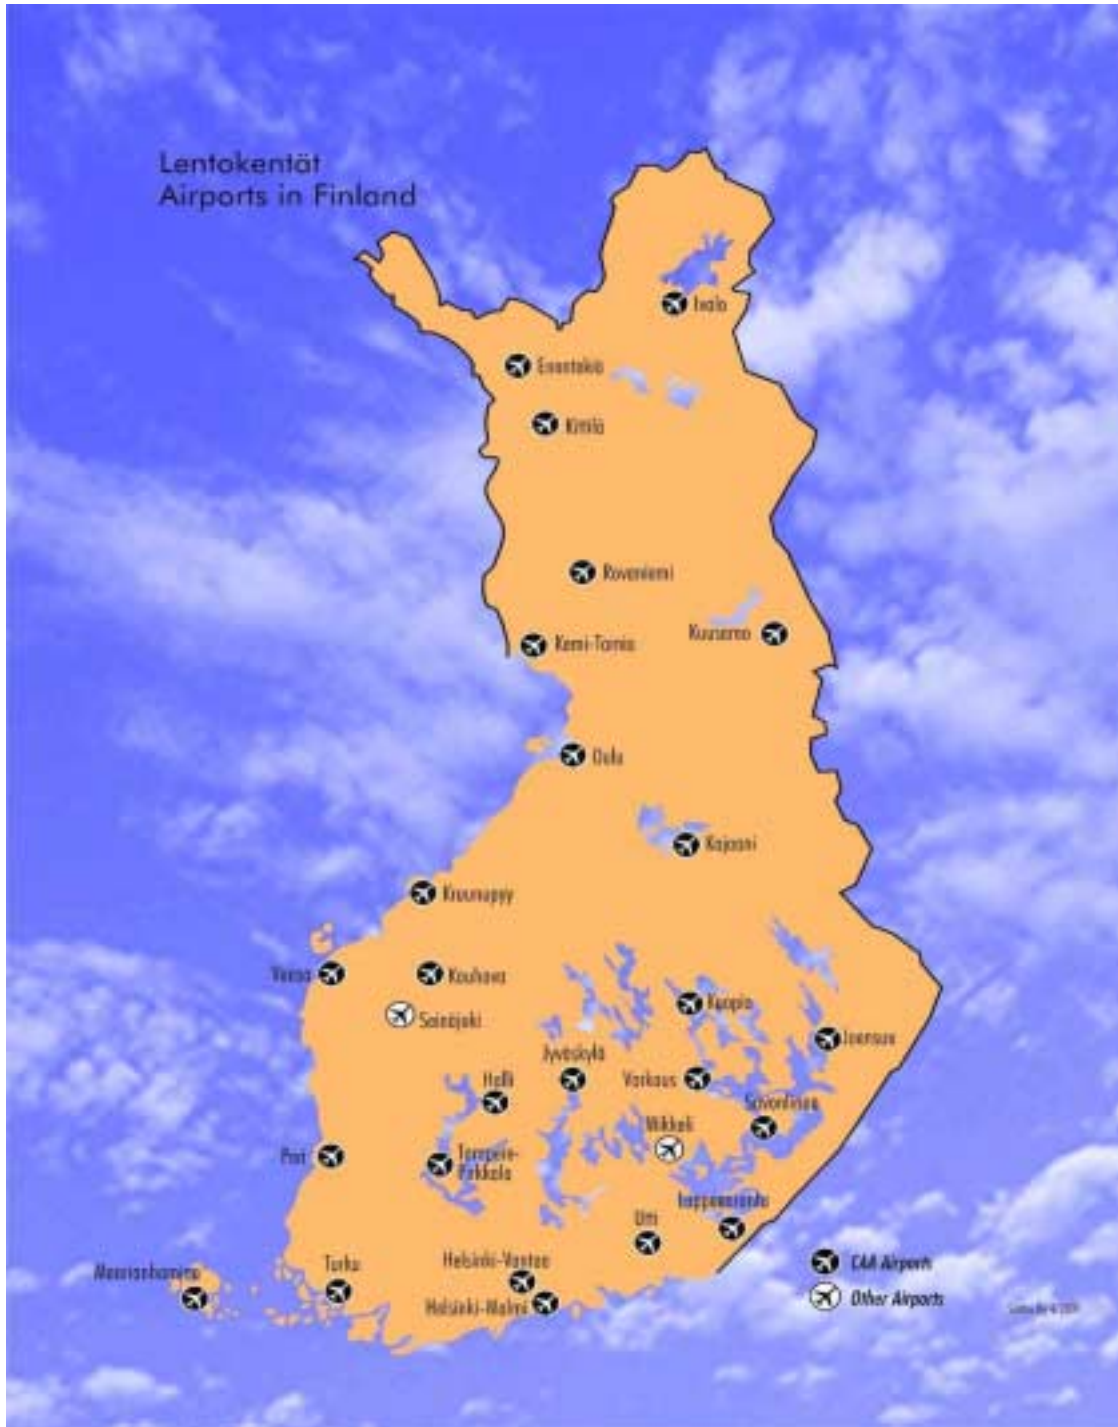 Lentokentät
Airports in Finland
Ivalo
Enontekiö
Kittilä
Rovaniemi
Kuusamo
Kemi-Tornio
Oulu
Kajaani
Kruunupyy
Vaasa
Kauhava
Seinäjoki
Kuopio
Joensuu
Jyväskylä
Halli
Varkaus
Savonlinna
Mikkeli
Pori
Tampere-
Pirkkala
Lappeenranta
Utti
Helsinki-Vantaa
Turku
Maarianhamina
Helsinki-Malmi
CAA Airports
Other Airports